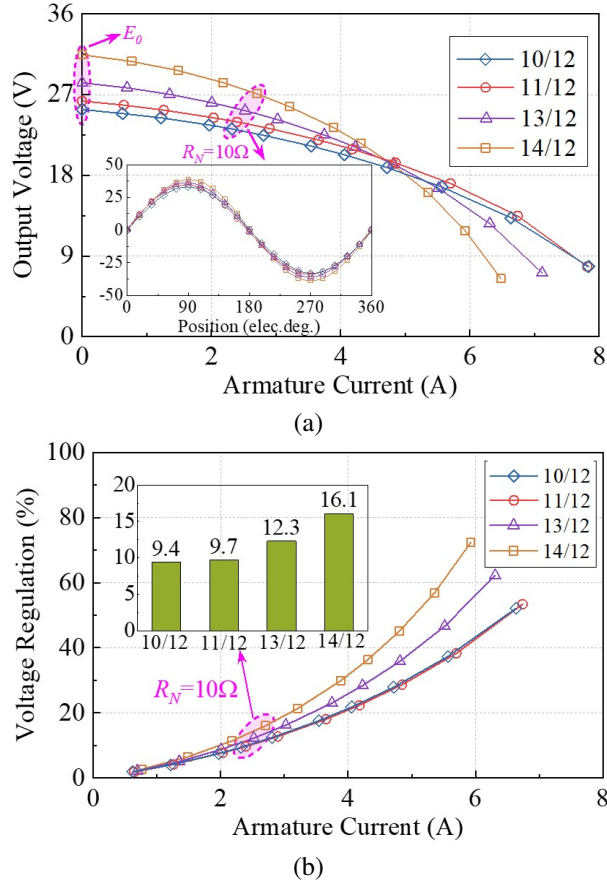 36
27
18
9
0
Output Voltage (V)
E0
RN=10Ω
10/12
11/12
13/12
14/12
50
25
0
-25
-50
0 90 180 270 360
Position (elec.deg.)
0 2 4 6 8
Armature Current (A)
(a)
100
80
60
40
20
0
Voltage Regulation (%)
20
15
10
5
0
9.4 9.7 12.3 16.1
10/12 11/12 13/12 14/12
RN=10Ω
10/12
11/12
13/12
14/12
0 2 4 6 8
Armature Current (A)
(b)